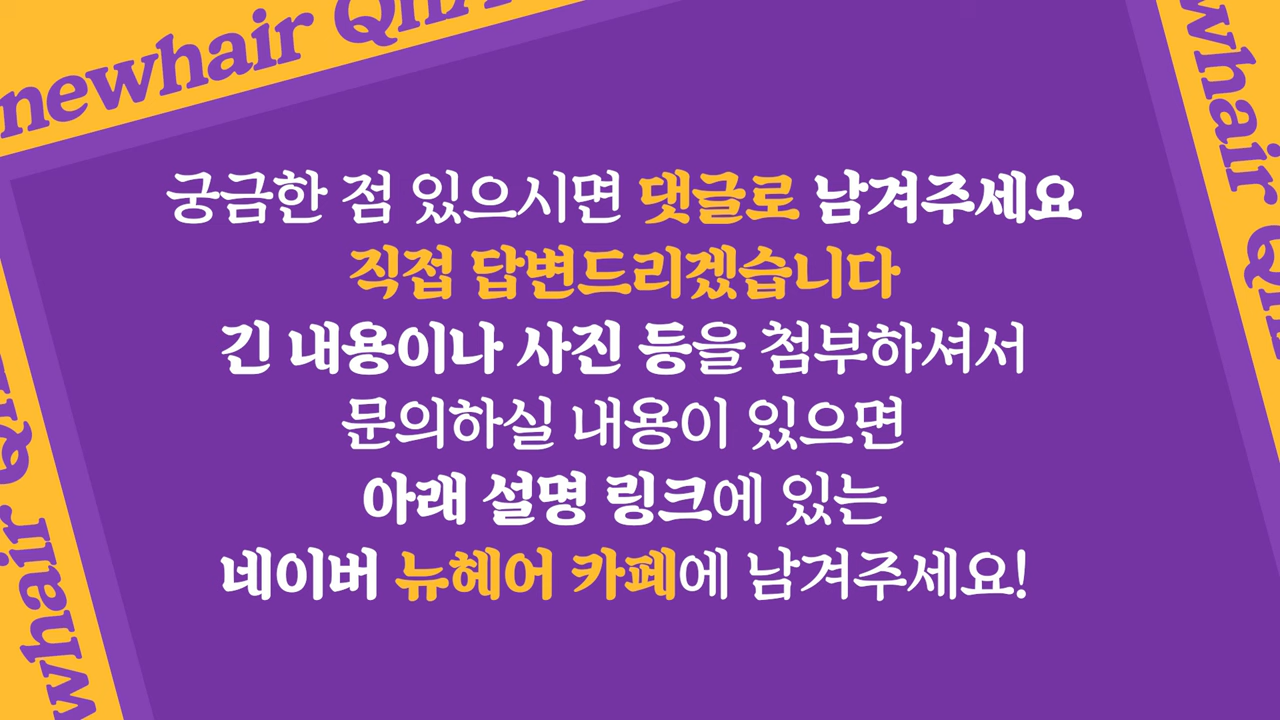 newhair QnA
궁금한 점 있으시면 댓글로 남겨주세요
직접 답변드리겠습니다
긴 내용이나 사진 등을 첨부하셔서
문의하실 내용이 있으면
아래 설명 링크에 있는
네이버 뉴헤어 카페에 남겨주세요!